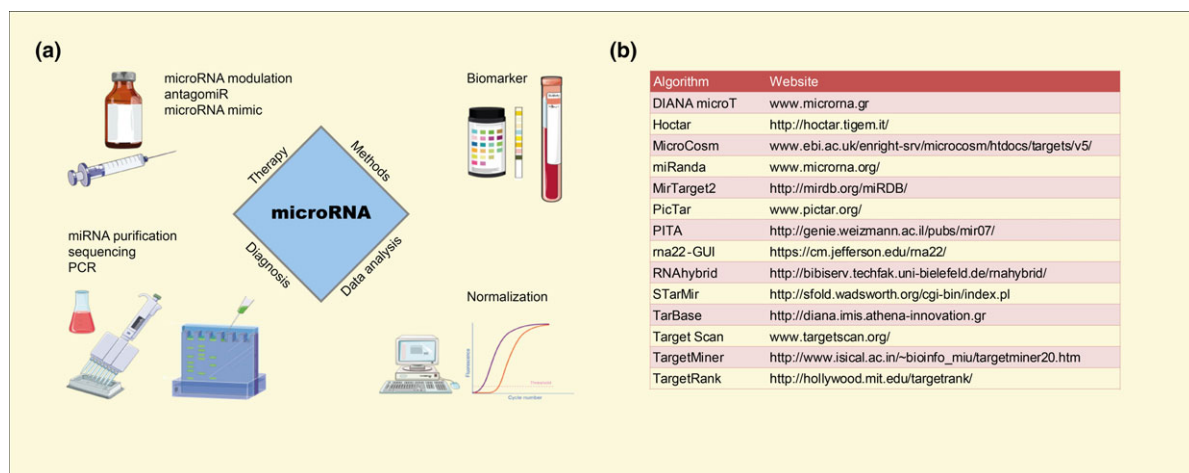 (a)
microRNA modulation
antagomiR
microRNA mimic
Biomarker
Therapy
Methods
microRNA
Diagnosis
Data analysis
miRNA purification
sequencing
PCR
Normalization
Fluorescence
Threshold
Cycle number
(b)
Algorithm Website
DIANA microT www.microrna.gr
Hoctar http://hoctar.tigem.it/
MicroCosm www.ebi.ac.uk/enright-srv/microcosm/htdocs/targets/v5/
miRanda www.microrna.org/
MirTarget2 http://mirdb.org/miRDB/
PicTar www.pictar.org/
PITA http://genie.weizmann.ac.il/pubs/mir07/
rna22-GUI https://cm.jefferson.edu/rna22/
RNAhybrid http://bibiserv.techfak.uni-bielefeld.de/rnahybrid/
STarMir http://sfold.wadsworth.org/cgi-bin/index.pl
TarBase http://diana.imis.athena-innovation.gr
Target Scan www.targetscan.org/
TargetMiner http://www.isical.ac.in/~bioinfo_miu/targetminer20.htm
TargetRank http://hollywood.mit.edu/targetrank/